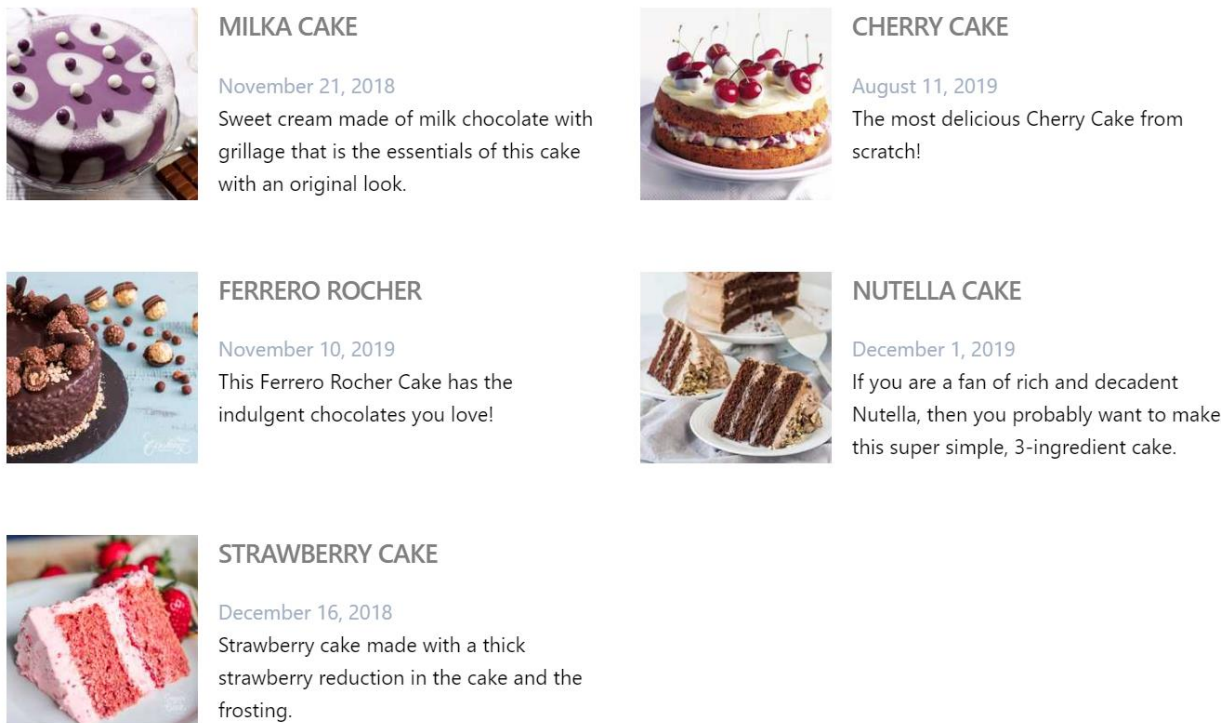 MILKA CAKE
November 21, 2018
Sweet cream made of milk chocolate with
grillage that is the essentials of this cake
with an original look.
CHERRY CAKE
August 11, 2019
The most delicious Cherry Cake from
scratch!
FERRERO ROCHER
November 10, 2019
This Ferrero Rocher Cake has the
indulgent chocolates you love!
NUTELLA CAKE
December 1, 2019
If you are a fan of rich and decadent
Nutella, then you probably want to make
this super simple, 3-ingredient cake.
STRAWBERRY CAKE
December 16, 2018
Strawberry cake made with a thick
strawberry reduction in the cake and the
frosting.